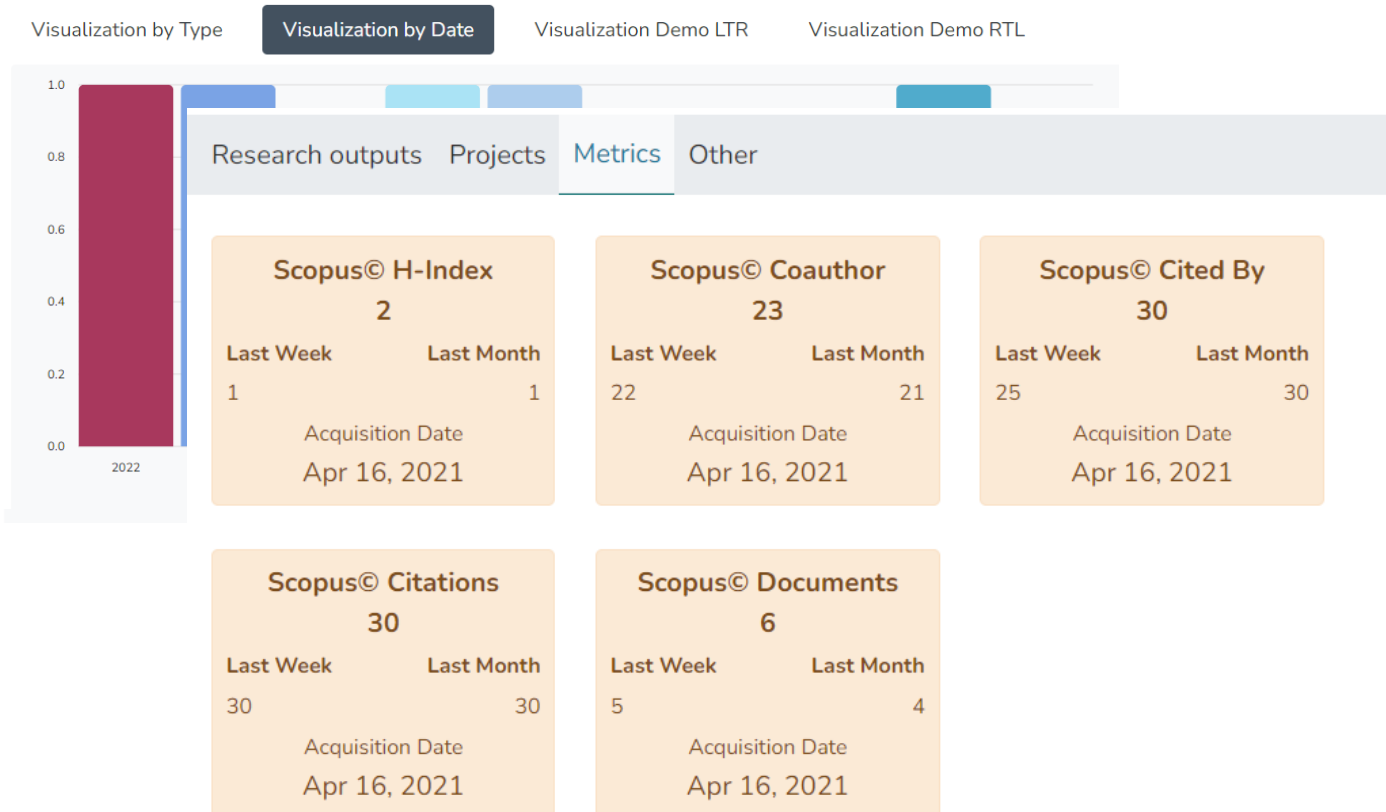 Visualization by Type Visualization by Date Visualization Demo LTR Visualization Demo RTL
1.0
0.8
0.6
0.4
0.2
0.0
2022
Research outputs Projects Metrics Other
Scopus© H-Index
2
Last Week Last Month
1 1
Acquisition Date
Apr 16, 2021
Scopus© Coauthor
23
Last Week Last Month
22 21
Acquisition Date
Apr 16, 2021
Scopus© Cited By
30
Last Week Last Month
25 30
Acquisition Date
Apr 16, 2021
Scopus© Citations
30
Last Week Last Month
30 30
Acquisition Date
Apr 16, 2021
Scopus© Documents
6
Last Week Last Month
5 4
Acquisition Date
Apr 16, 2021